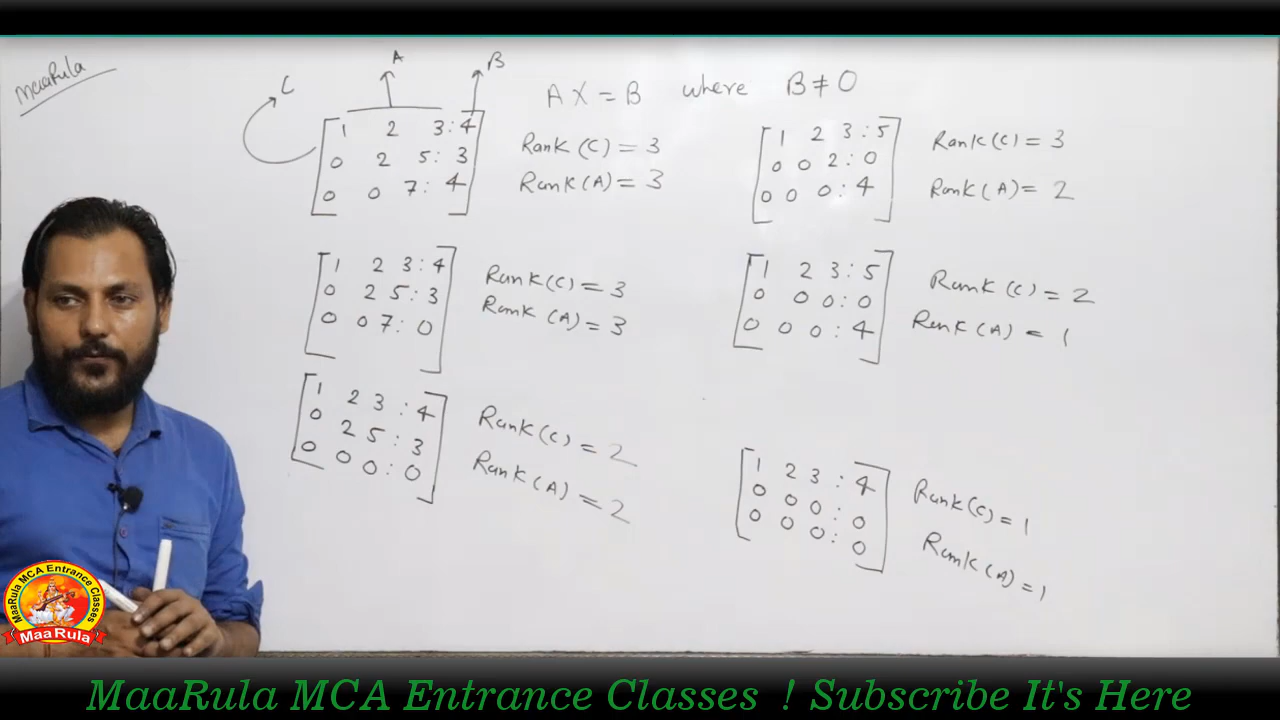 MaaRula
C
A
B
AX = B where B ≠ 0
1 2 3 : 4
0 2 5 : 3
0 0 7 : 4
Rank (C) = 3
Rank (A) = 3
1 2 3 : 5
0 0 2 : 0
0 0 0 : 4
Rank (C) = 3
Rank (A) = 2
1 2 3 : 4
0 2 5 : 3
0 0 7 : 0
Rank (C) = 3
Rank (A) = 3
1 2 3 : 5
0 0 0 : 0
0 0 0 : 4
Rank (C) = 2
Rank (A) = 1
1 2 3 : 4
0 2 5 : 3
0 0 0 : 0
Rank (C) = 2
Rank (A) = 2
1 2 3 : 4
0 0 0 : 0
0 0 0 : 0
Rank (C) = 1
Rank (A) = 1
MaaRula MCA Entrance Classes
MaaRula
MaaRula MCA Entrance Classes ! Subscribe It's Here